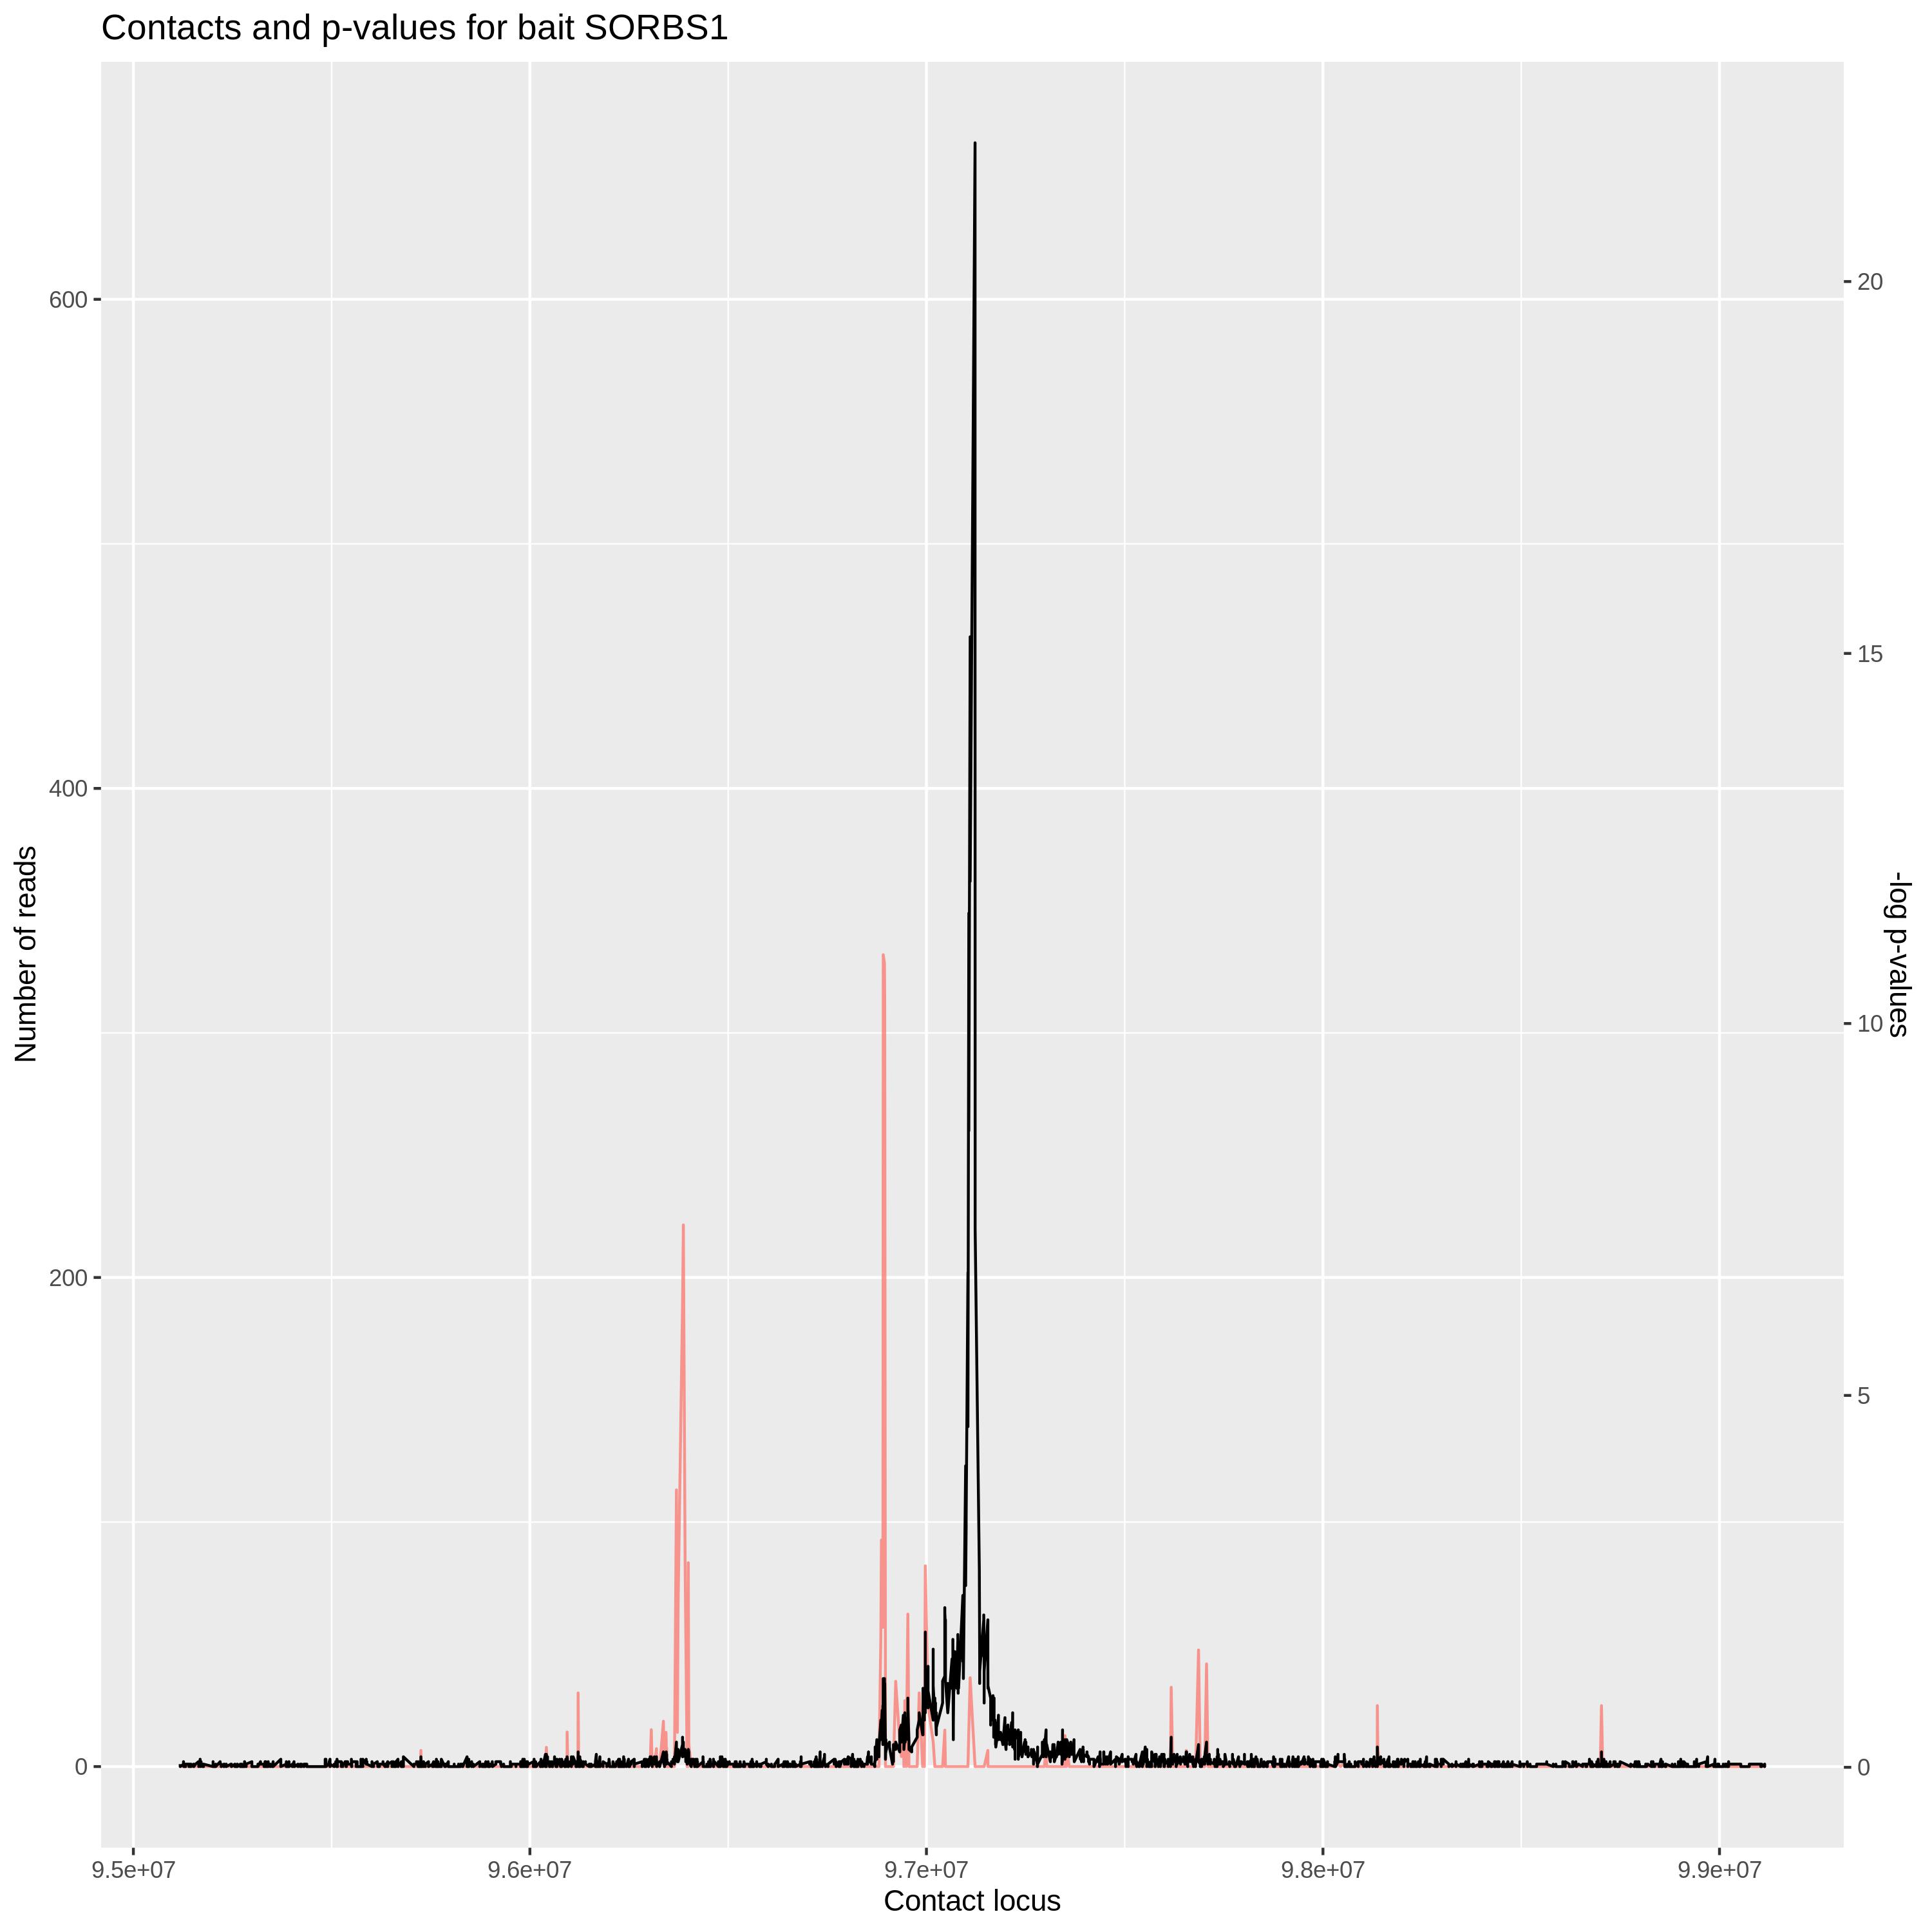 Contacts and p-values for bait SORBS1
Number of reads
600
400
200
0
20
15
10
5
0
-log p-values
9.5e+07 9.6e+07 9.7e+07 9.8e+07 9.9e+07
Contact locus